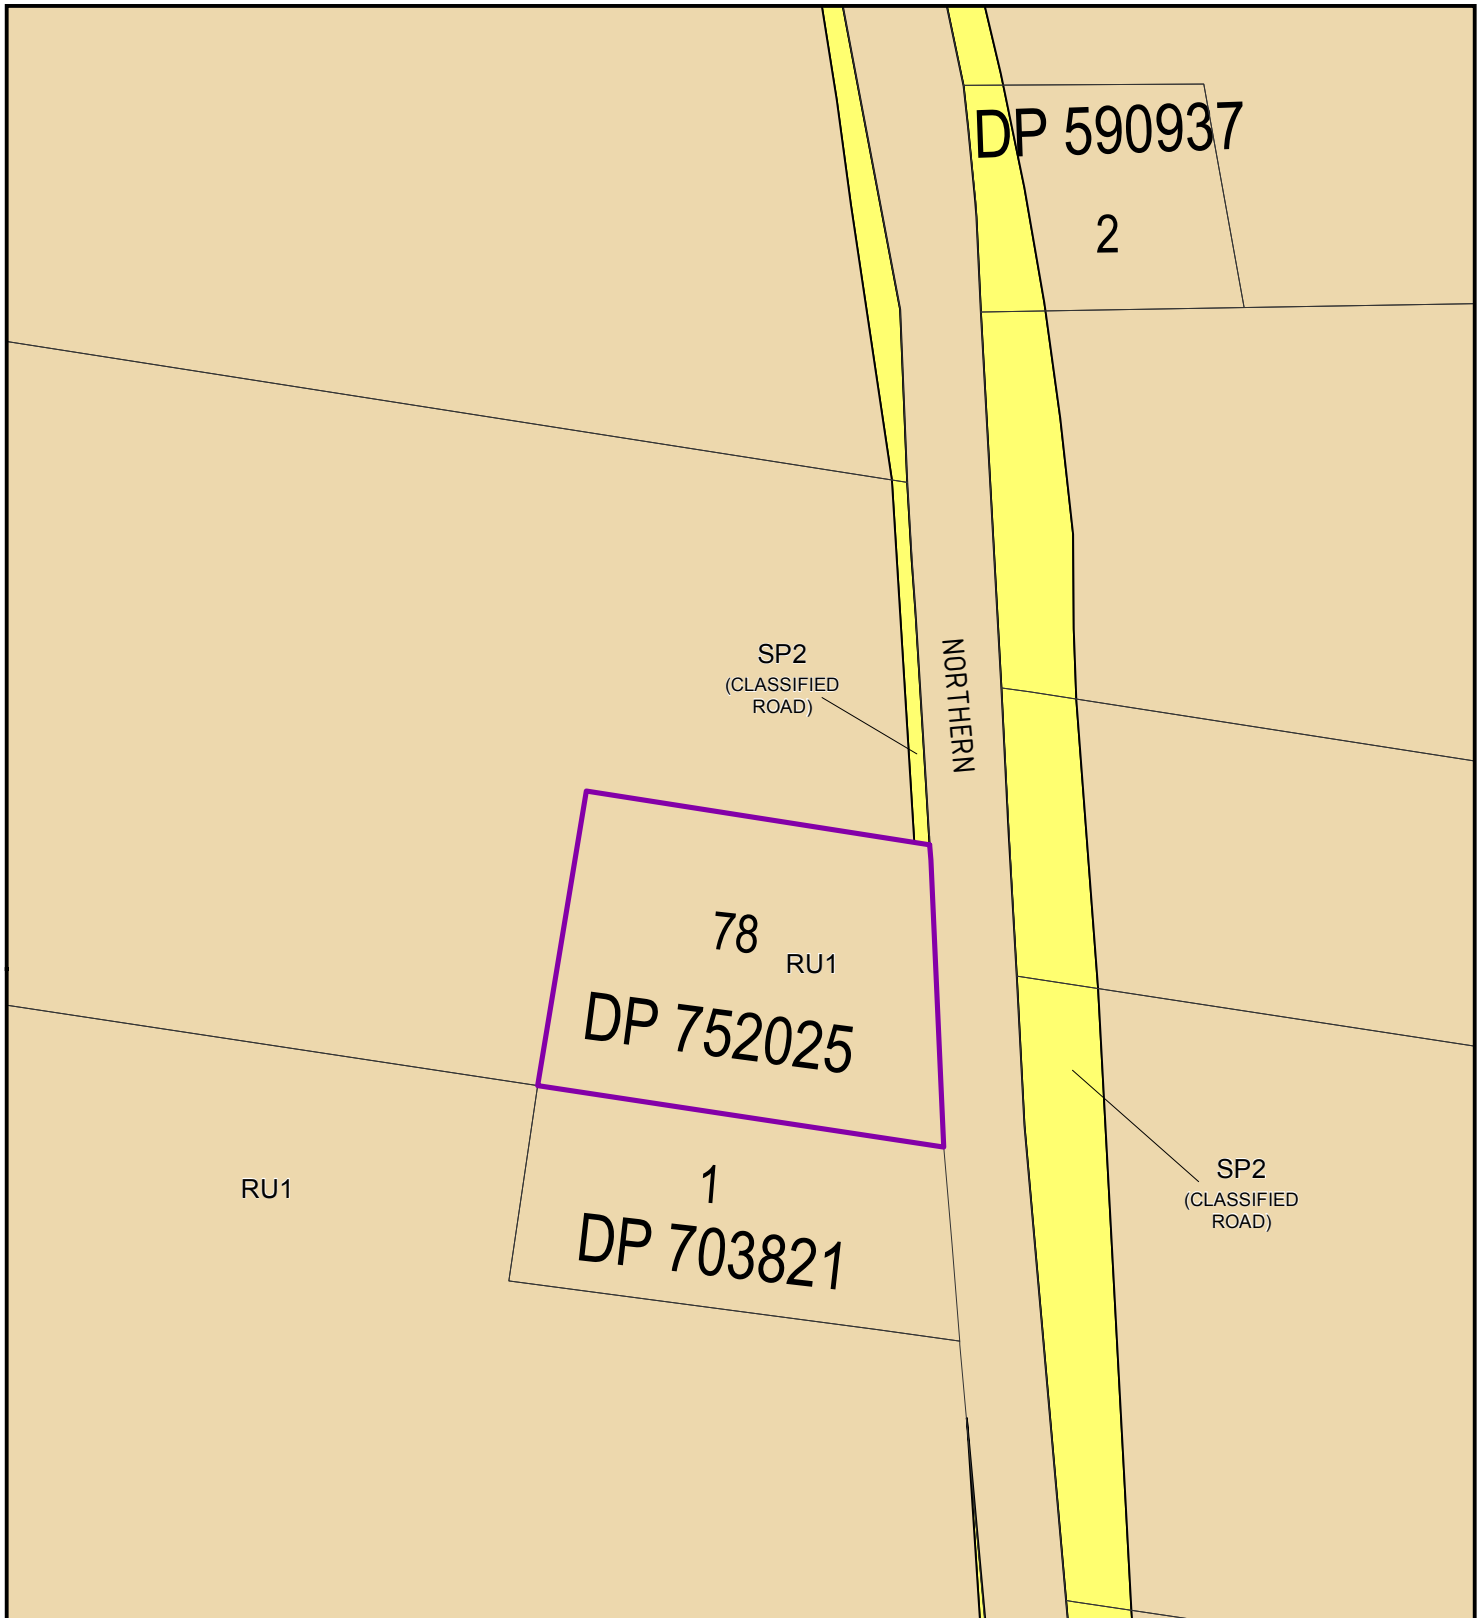 DP 590937
2
SP2
(CLASSIFIED
ROAD)
NORTHERN
78
RU1
DP 752025
1
DP 703821
RU1
SP2
(CLASSIFIED
ROAD)